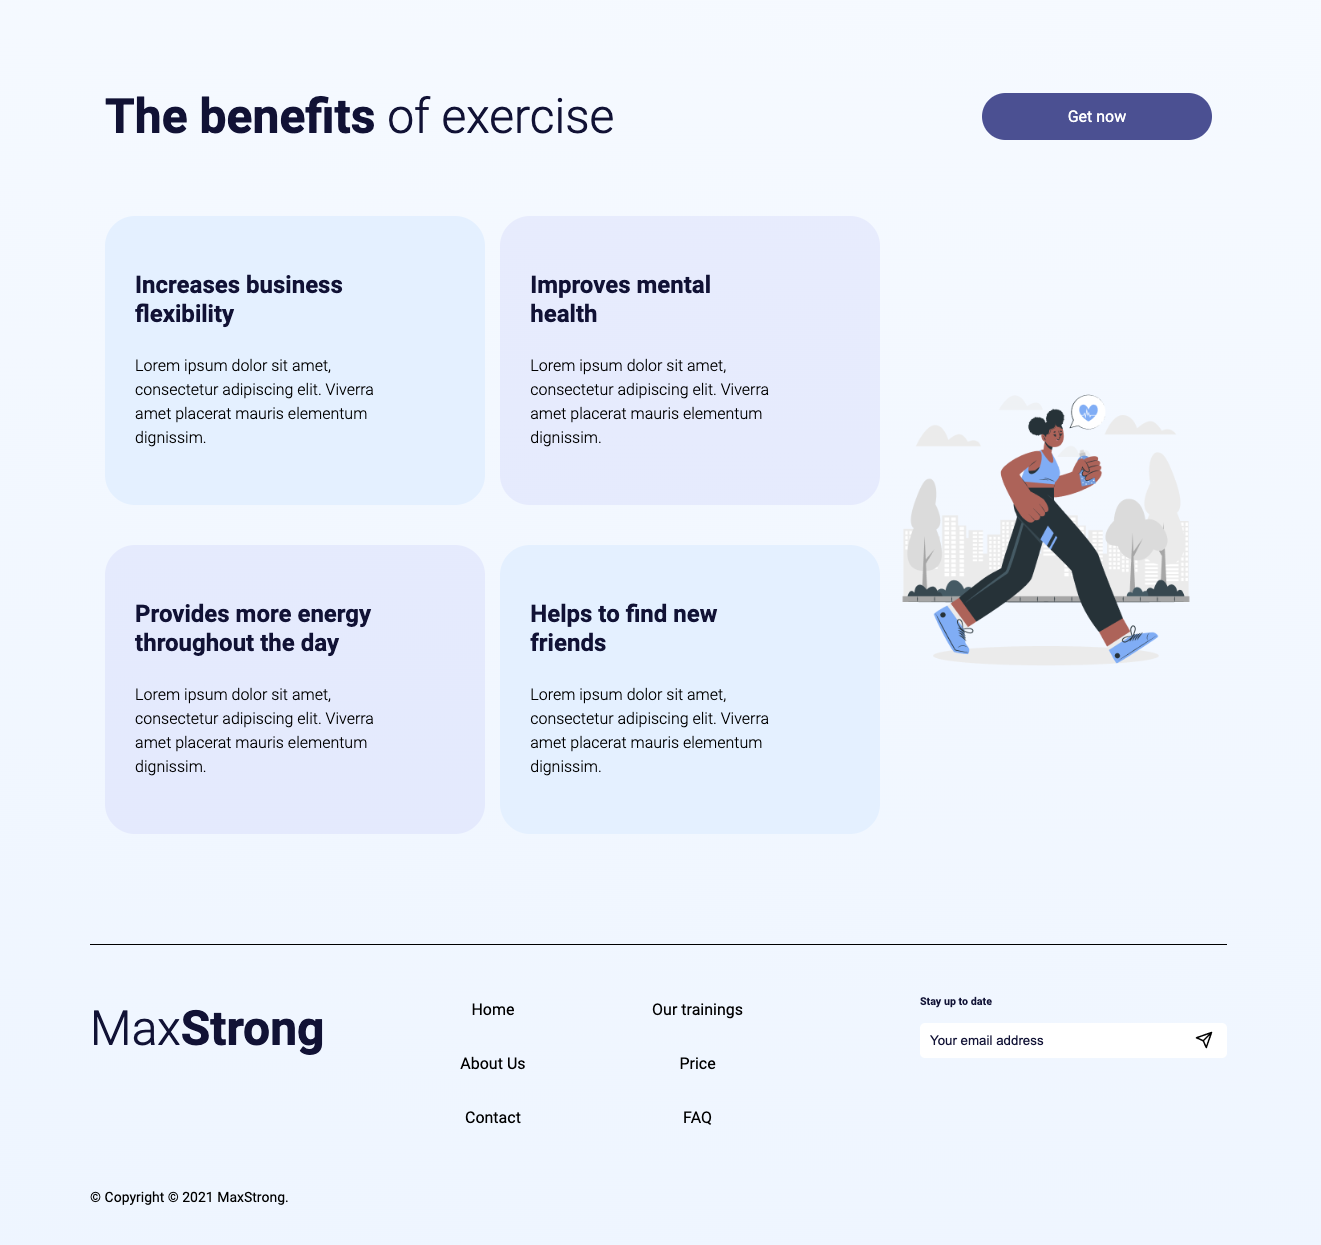 The benefits of exercise
Get now
Increases business
flexibility
Lorem ipsum dolor sit amet,
consectetur adipiscing elit. Viverra
amet placerat mauris elementum
dignissim.
Improves mental
health
Lorem ipsum dolor sit amet,
consectetur adipiscing elit. Viverra
amet placerat mauris elementum
dignissim.
Provides more energy
throughout the day
Lorem ipsum dolor sit amet,
consectetur adipiscing elit. Viverra
amet placerat mauris elementum
dignissim.
Helps to find new
friends
Lorem ipsum dolor sit amet,
consectetur adipiscing elit. Viverra
amet placerat mauris elementum
dignissim.
MaxStrong
Home
About Us
Contact
Our trainings
Price
FAQ
Stay up to date
Your email address
© Copyright © 2021 MaxStrong.